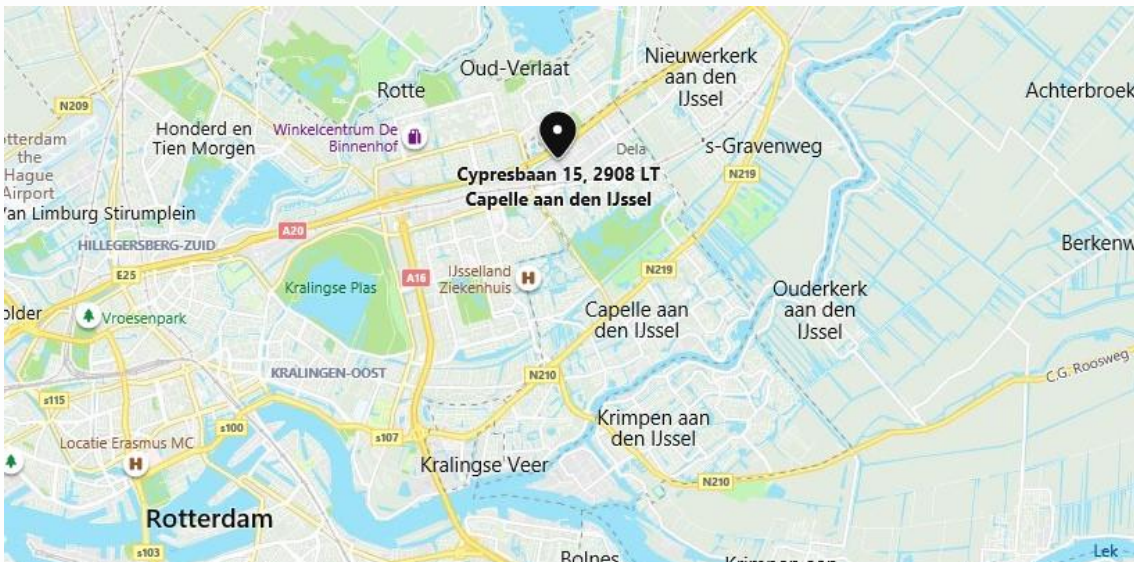 Oud-Verlaat
Nieuwerkerk
aan den
IJssel
Rotte
Achterbroek
N209
Honderd en
Tien Morgen
Winkelcentrum De
Binnenhof
otterdam
the
Hague
Airport
Dela
's-Gravenweg
Cypresbaan 15, 2908 LT
Capelle aan den IJssel
N219
Van Limburg Stirumplein
A20
HILLEGERSBERG-ZUID
Berkenw
E25
Kralingse Plas
A16
IJsselland
Ziekenhuis
N219
Ouderkerk
aan den
IJssel
Capelle aan
den IJssel
older
Vroesenpark
KRALINGEN-OOST
N210
C.G. Roosweg
s115
s100
s107
Krimpen aan
den IJssel
Locatie Erasmus MC
Kralingse Veer
N210
Rotterdam
s103
Bolnes
Krimpen aan
Lek